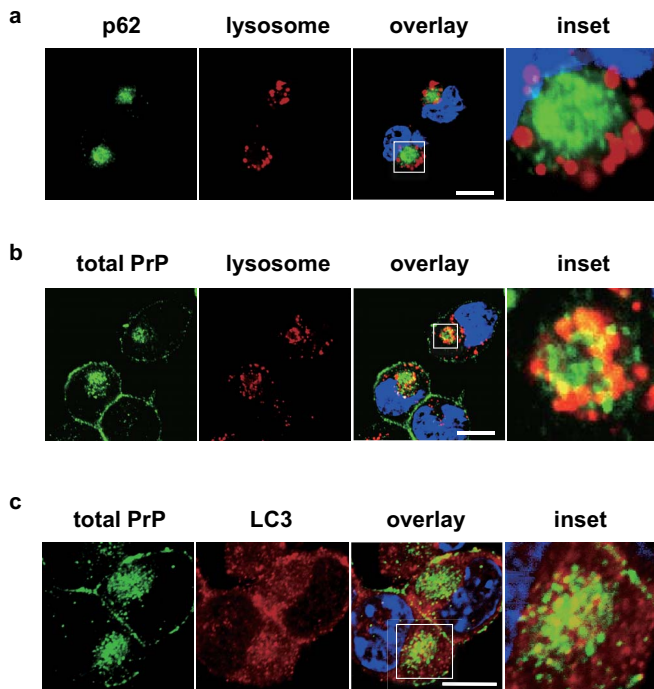 a
p62 lysosome overlay inset
b
total PrP lysosome overlay inset
c
total PrP LC3 overlay inset